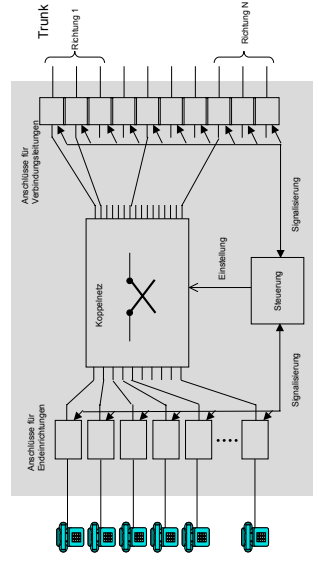 Trunk
Richtung 1
Richtung N
Anschlüsse für
Verbindungsleitungen
Signalisierung
Einstellung
Koppelnetz
Steuerung
Signalisierung
Anschlüsse für
Endeinrichtungen